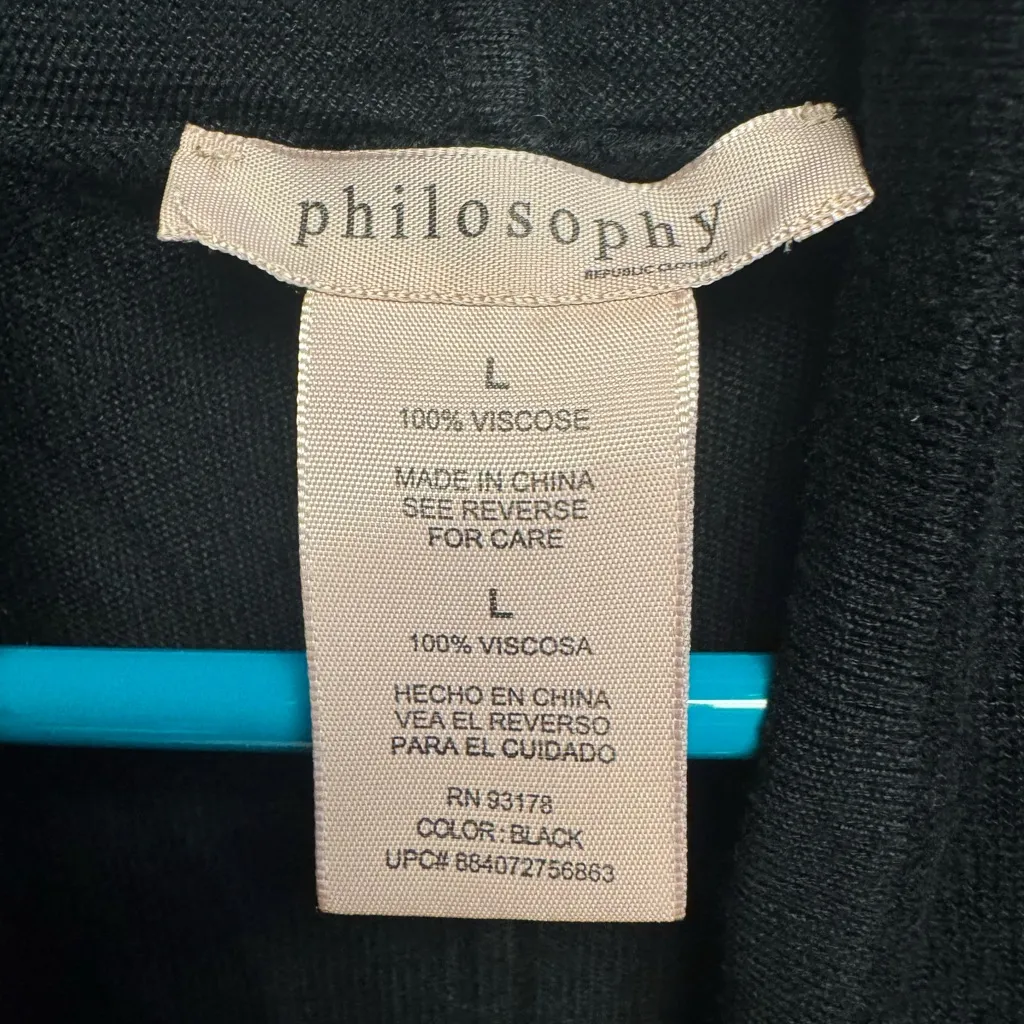 philosophy
REPUBLIC CLOTHING
L
100% VISCOSE
MADE IN CHINA
SEE REVERSE
FOR CARE
L
100% VISCOSA
HECHO EN CHINA
VEA EL REVERSO
PARA EL CUIDADO
RN 93178
COLOR: BLACK
UPC# 884072756863